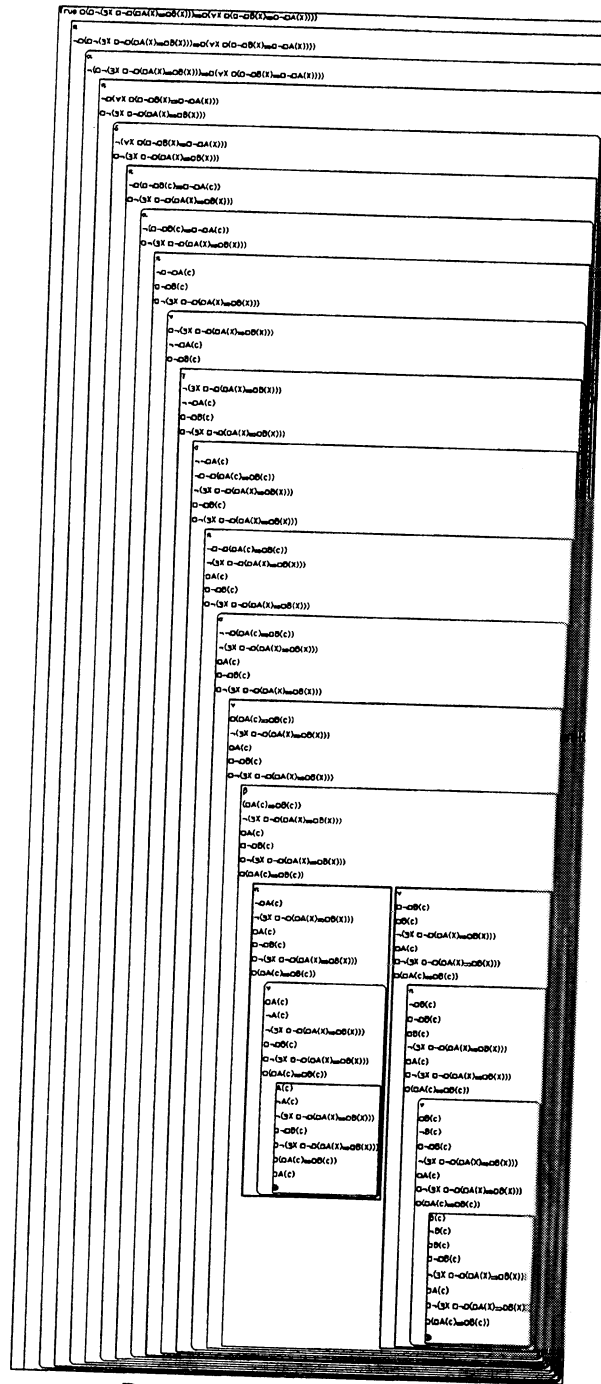 True □(□¬(∃X □¬□(□A(X)⇒□B(X)))⇒□(∀X □(□¬□B(X)⇒□¬□A(X))))
π
¬□(□¬(∃X □¬□(□A(X)⇒□B(X)))⇒□(∀X □(□¬□B(X)⇒□¬□A(X))))
α
¬(□¬(∃X □¬□(□A(X)⇒□B(X)))⇒□(∀X □(□¬□B(X)⇒□¬□A(X))))
π
¬□(∀X □(□¬□B(X)⇒□¬□A(X)))
□¬(∃X □¬□(□A(X)⇒□B(X)))
δ
¬(∀X □(□¬□B(X)⇒□¬□A(X)))
□¬(∃X □¬□(□A(X)⇒□B(X)))
π
¬□(□¬□B(c)⇒□¬□A(c))
□¬(∃X □¬□(□A(X)⇒□B(X)))
α
¬(□¬□B(c)⇒□¬□A(c))
□¬(∃X □¬□(□A(X)⇒□B(X)))
π
¬□¬□A(c)
□¬□B(c)
□¬(∃X □¬□(□A(X)⇒□B(X)))
ν
□¬(∃X □¬□(□A(X)⇒□B(X)))
¬¬□A(c)
□¬□B(c)
γ
¬(∃X □¬□(□A(X)⇒□B(X)))
¬¬□A(c)
□¬□B(c)
□¬(∃X □¬□(□A(X)⇒□B(X)))
α
¬¬□A(c)
¬□¬□(□A(c)⇒□B(c))
¬(∃X □¬□(□A(X)⇒□B(X)))
□¬□B(c)
□¬(∃X □¬□(□A(X)⇒□B(X)))
π
¬□¬□(□A(c)⇒□B(c))
¬(∃X □¬□(□A(X)⇒□B(X)))
□A(c)
□¬□B(c)
□¬(∃X □¬□(□A(X)⇒□B(X)))
α
¬¬□(□A(c)⇒□B(c))
¬(∃X □¬□(□A(X)⇒□B(X)))
□A(c)
□¬□B(c)
□¬(∃X □¬□(□A(X)⇒□B(X)))
ν
□(□A(c)⇒□B(c))
¬(∃X □¬□(□A(X)⇒□B(X)))
□A(c)
□¬□B(c)
□¬(∃X □¬□(□A(X)⇒□B(X)))
β
(□A(c)⇒□B(c))
¬(∃X □¬□(□A(X)⇒□B(X)))
□A(c)
□¬□B(c)
□¬(∃X □¬□(□A(X)⇒□B(X)))
□(□A(c)⇒□B(c))
π
¬□A(c)
¬(∃X □¬□(□A(X)⇒□B(X)))
□A(c)
□¬□B(c)
□¬(∃X □¬□(□A(X)⇒□B(X)))
□(□A(c)⇒□B(c))
ν
□A(c)
¬A(c)
¬(∃X □¬□(□A(X)⇒□B(X)))
□¬□B(c)
□¬(∃X □¬□(□A(X)⇒□B(X)))
□(□A(c)⇒□B(c))
A(c)
¬A(c)
¬(∃X □¬□(□A(X)⇒□B(X)))
□¬□B(c)
□¬(∃X □¬□(□A(X)⇒□B(X)))
□(□A(c)⇒□B(c))
□A(c)
ν
□¬□B(c)
□B(c)
¬(∃X □¬□(□A(X)⇒□B(X)))
□A(c)
□¬(∃X □¬□(□A(X)⇒□B(X)))
□(□A(c)⇒□B(c))
π
¬□B(c)
□¬□B(c)
□B(c)
¬(∃X □¬□(□A(X)⇒□B(X)))
□A(c)
□¬(∃X □¬□(□A(X)⇒□B(X)))
□(□A(c)⇒□B(c))
ν
□B(c)
¬B(c)
□¬□B(c)
¬(∃X □¬□(□A(X)⇒□B(X)))
□A(c)
□¬(∃X □¬□(□A(X)⇒□B(X)))
□(□A(c)⇒□B(c))
B(c)
¬B(c)
□B(c)
□¬□B(c)
¬(∃X □¬□(□A(X)⇒□B(X)))
□A(c)
□¬(∃X □¬□(□A(X)⇒□B(X)))
□(□A(c)⇒□B(c))